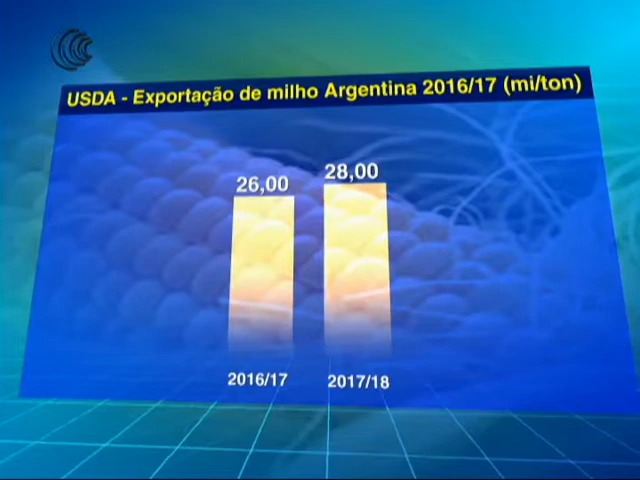 USDA - Exportação de milho Argentina 2016/17 (mi/ton)
26,00
28,00
2016/17
2017/18